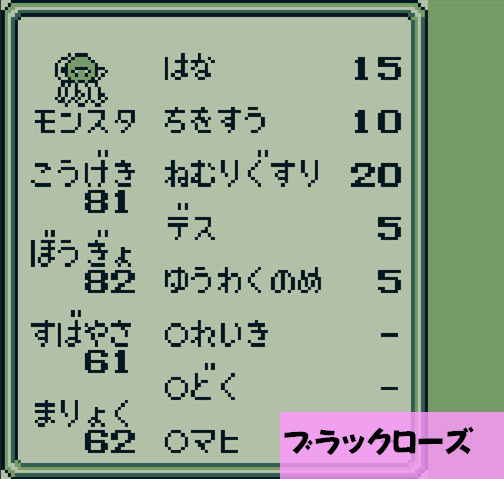 はな 15
モンスタ ちをすう 10
こうげき ねむりぐすり 20
81
デス 5
ぼうぎょ
82 ゆうわくのめ 5
すばやさ ○れいき -
61
○どく -
まりょく
62 ○マヒ
ブラックローズ